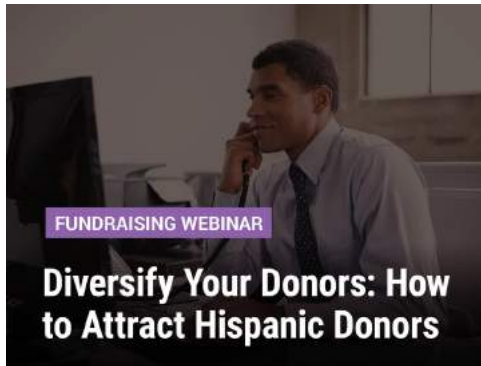 FUNDRAISING WEBINAR
Diversify Your Donors: How
to Attract Hispanic Donors